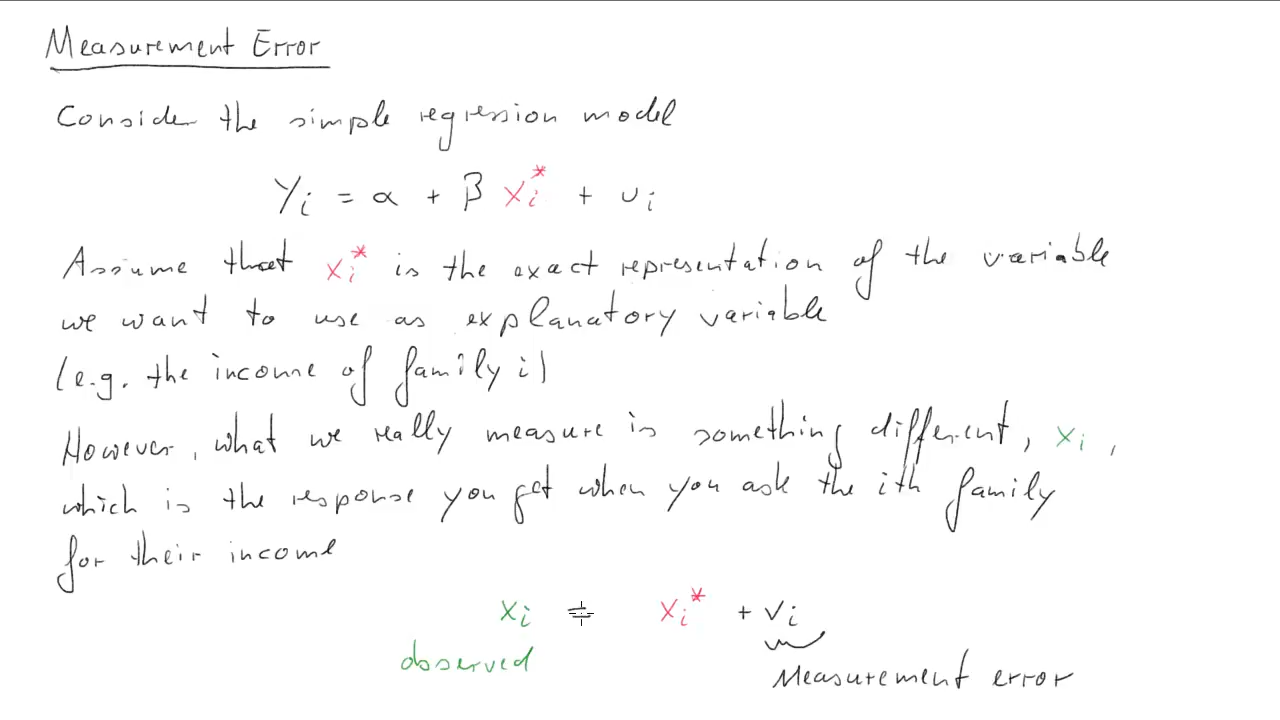 Measurement Error
Consider the simple regression model
Yi = α + β xi* + ui
Assume that xi* is the exact representation of the variable
we want to use as explanatory variable
(e.g. the income of family i)
However, what we really measure is something different, xi,
which is the response you get when you ask the ith family
for their income
xi = xi* + vi
observed
Measurement error